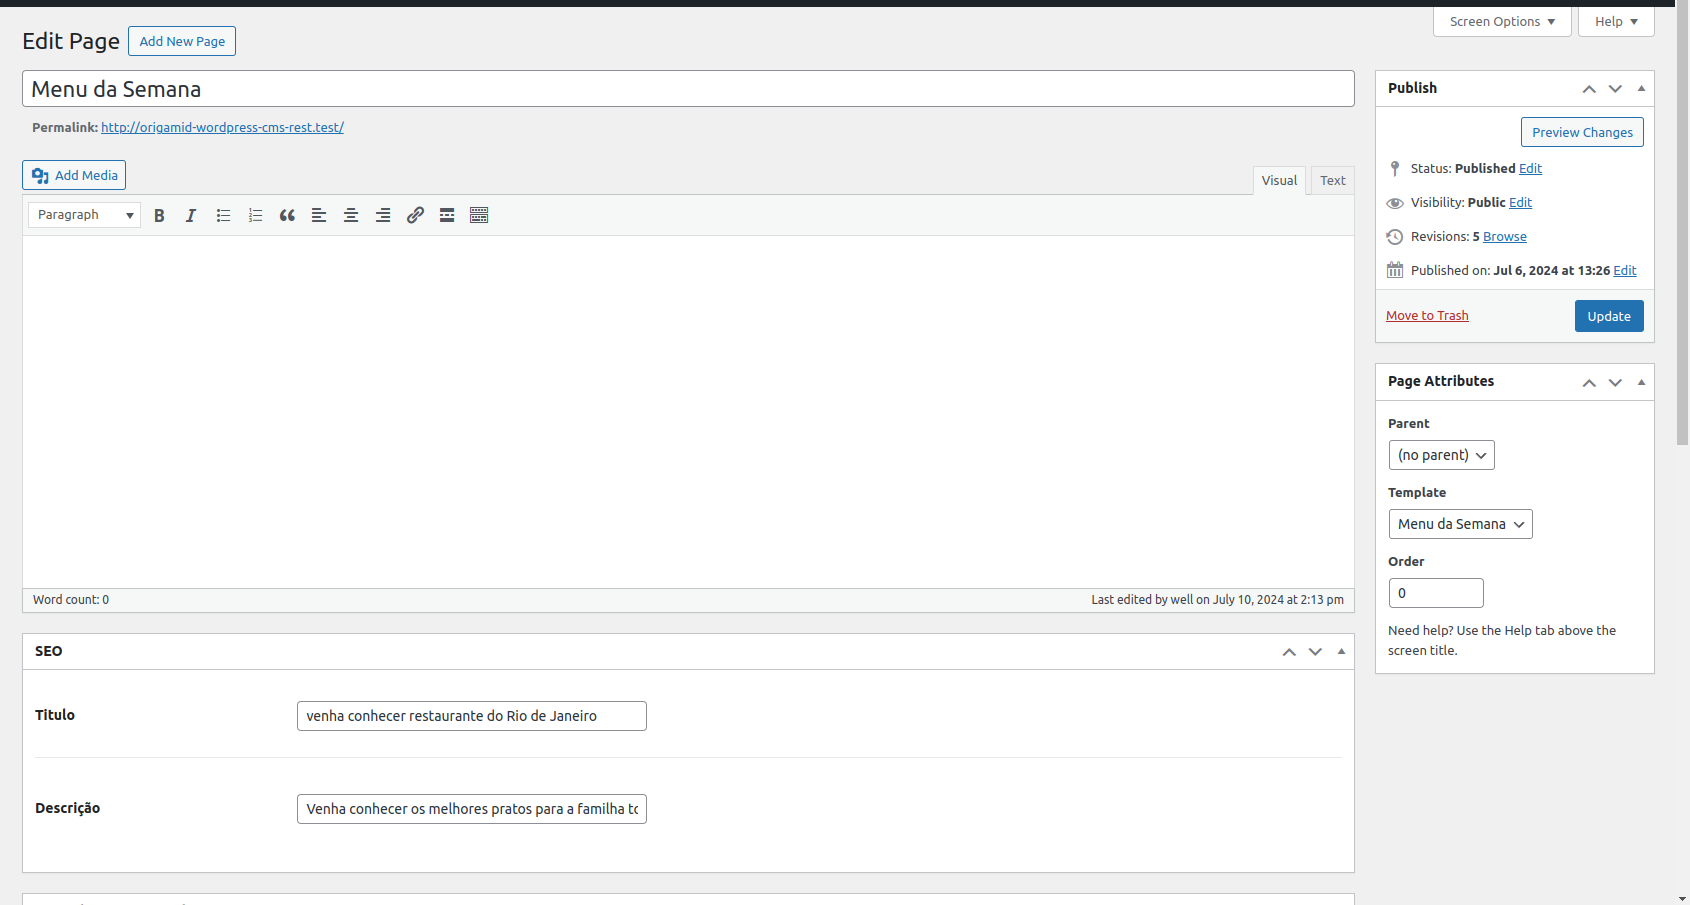 Screen Options
Help
Edit Page
Add New Page
Menu da Semana
Permalink: http://origamid-wordpress-cms-rest.test/
Add Media
Visual
Text
Paragraph
Word count: 0
Last edited by well on July 10, 2024 at 2:13 pm
SEO
Titulo
venha conhecer restaurante do Rio de Janeiro
Descrição
Venha conhecer os melhores pratos para a familha to
Publish
Preview Changes
Status: Published Edit
Visibility: Public Edit
Revisions: 5 Browse
Published on: Jul 6, 2024 at 13:26 Edit
Move to Trash
Update
Page Attributes
Parent
(no parent)
Template
Menu da Semana
Order
0
Need help? Use the Help tab above the
screen title.